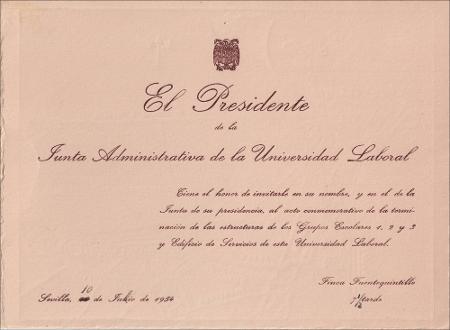 El Presidente
de la
Junta Administrativa de la Universidad Laboral
Tiene el honor de invitarle en su nombre, y en el de la
Junta de su presidencia, al acto conmemorativo de la termi-
nación de las estructuras de los Grupos Escolares 1, 2 y 3
y Edificio de Servicios de esta Universidad Laboral.
Finca Fuentequintillo
Sevilla, 10 de Julio de 1954
tarde